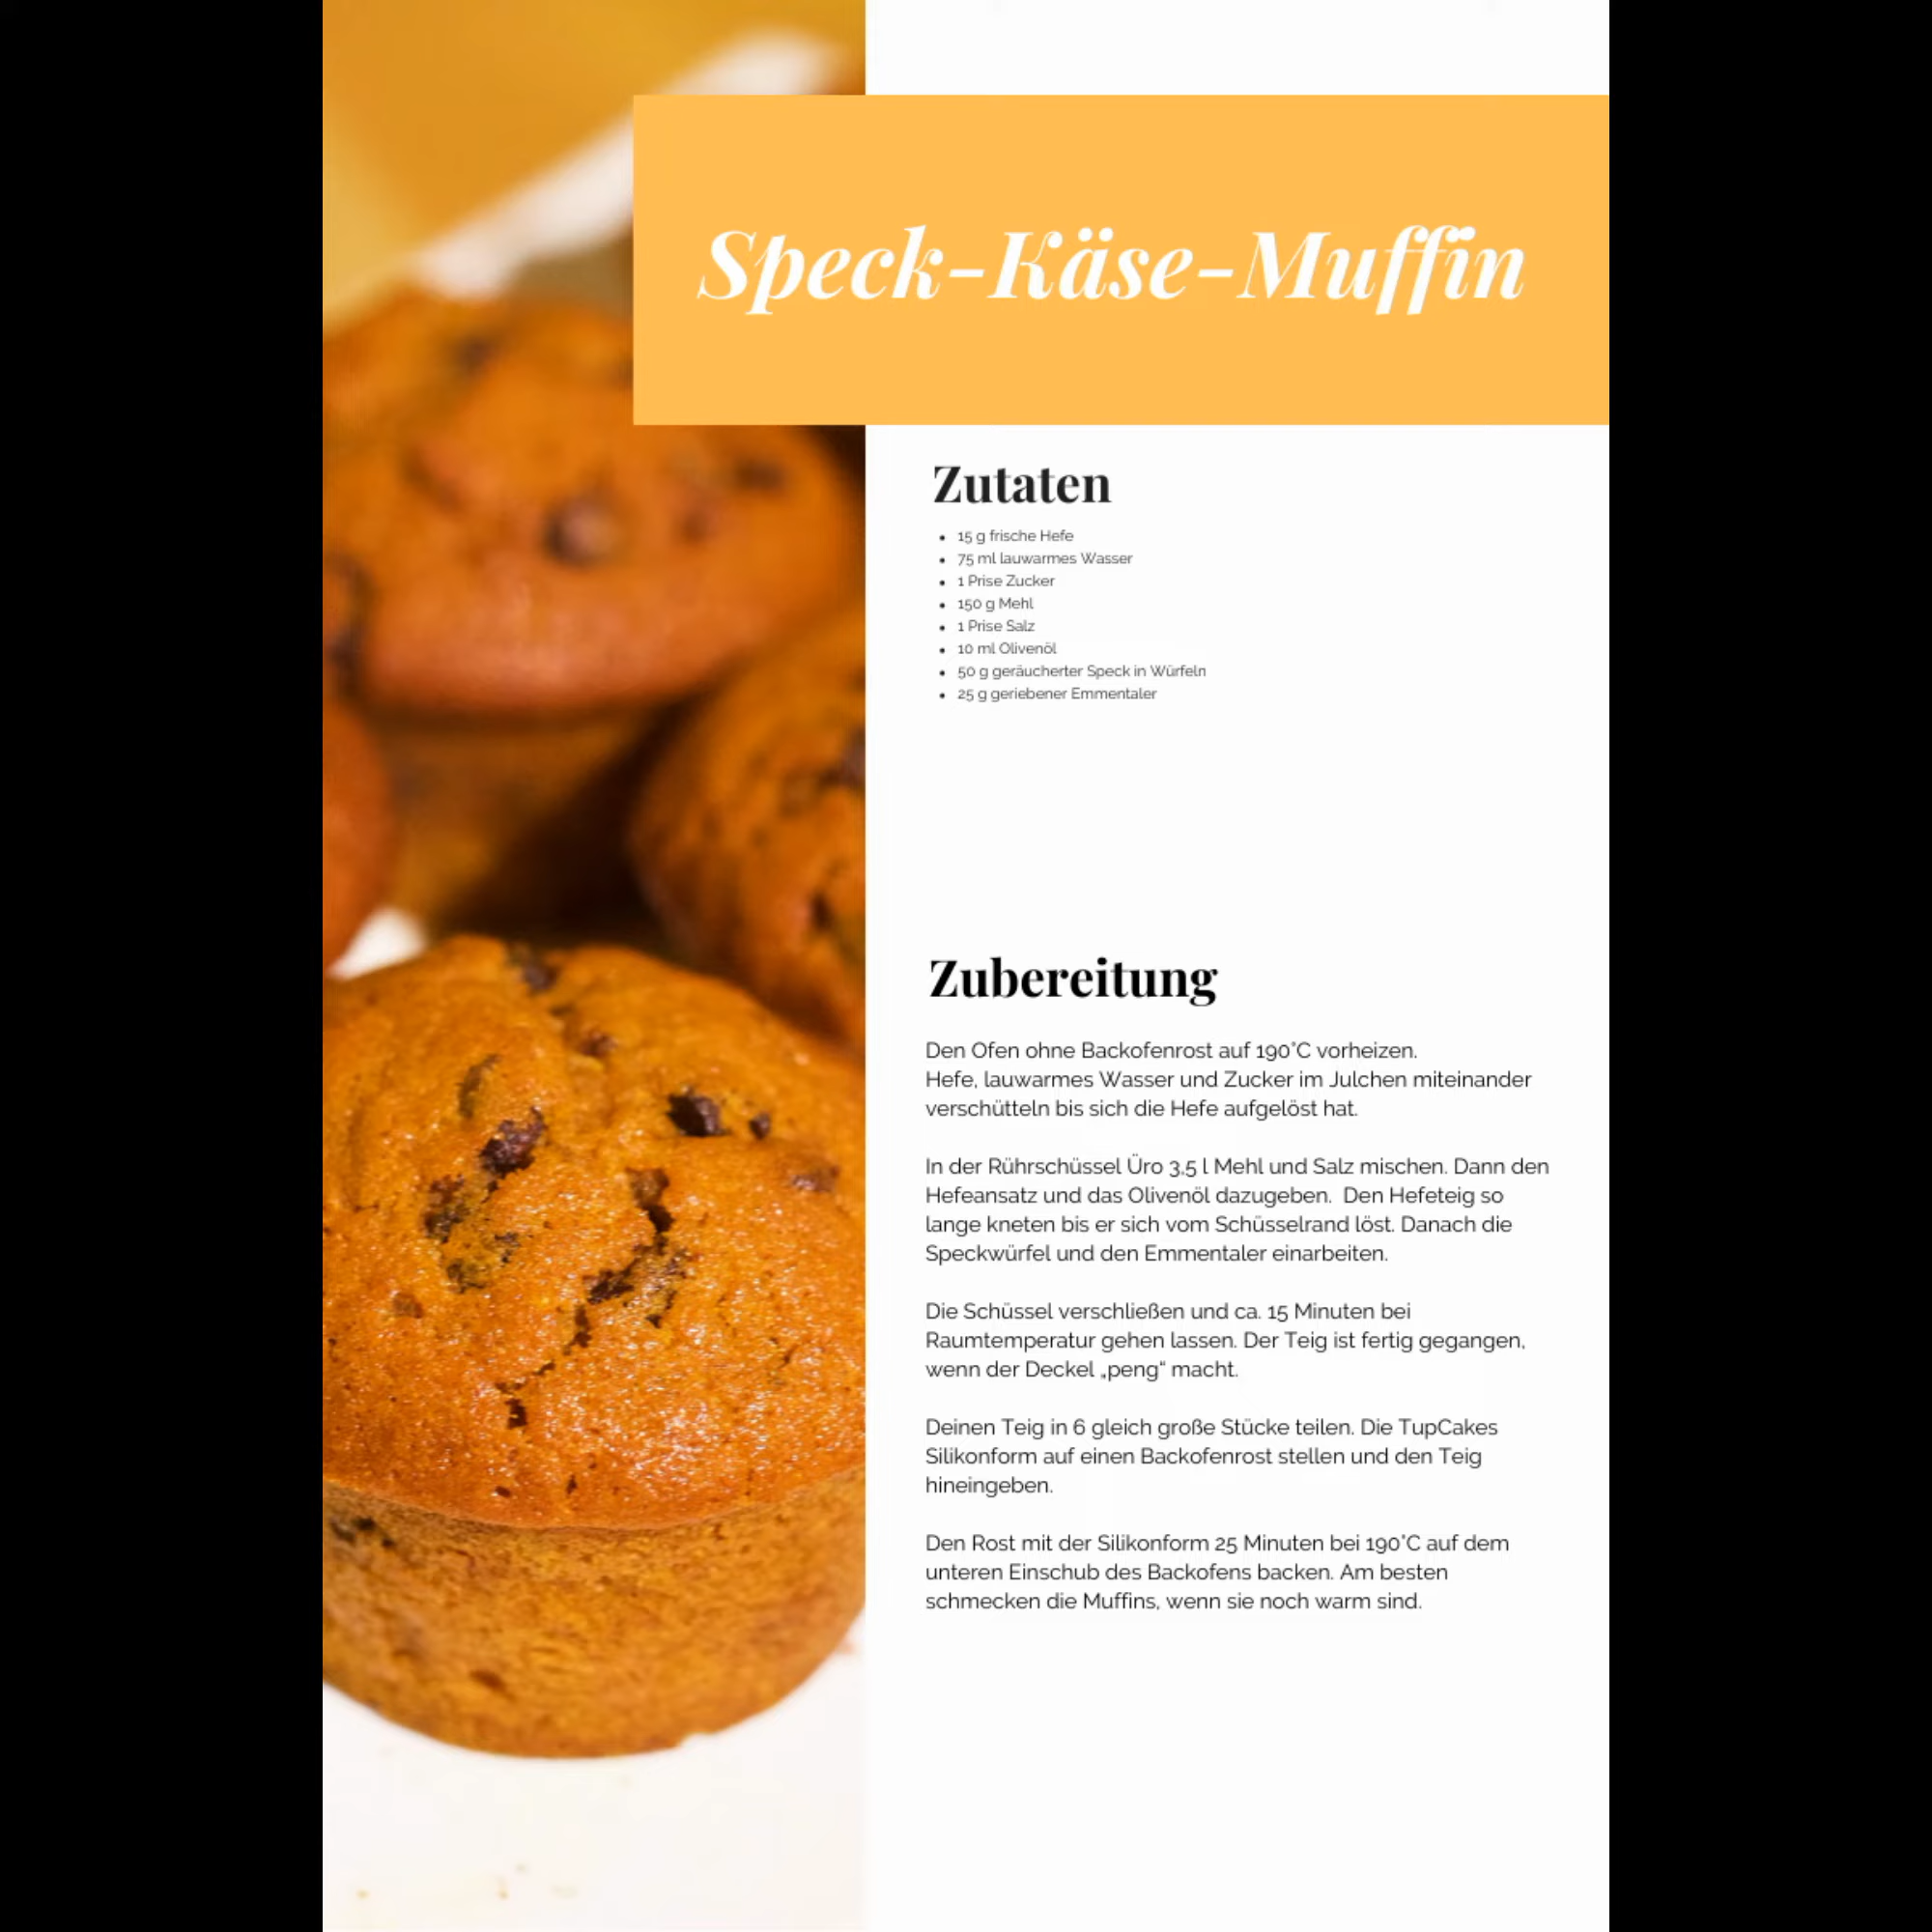 Speck-Käse-Muffin
Zutaten
• 15 g frische Hefe
• 75 ml lauwarmes Wasser
• 1 Prise Zucker
• 150 g Mehl
• 1 Prise Salz
• 10 ml Olivenöl
• 50 g geräucherter Speck in Würfeln
• 25 g geriebener Emmentaler
Zubereitung
Den Ofen ohne Backofenrost auf 190°C vorheizen.
Hefe, lauwarmes Wasser und Zucker im Julchen miteinander
verschütteln bis sich die Hefe aufgelöst hat.
In der Rührschüssel Üro 3,5 l Mehl und Salz mischen. Dann den
Hefeansatz und das Olivenöl dazugeben.  Den Hefeteig so
lange kneten bis er sich vom Schüsselrand löst. Danach die
Speckwürfel und den Emmentaler einarbeiten.
Die Schüssel verschließen und ca. 15 Minuten bei
Raumtemperatur gehen lassen. Der Teig ist fertig gegangen,
wenn der Deckel „peng“ macht.
Deinen Teig in 6 gleich große Stücke teilen. Die TupCakes
Silikonform auf einen Backofenrost stellen und den Teig
hineingeben.
Den Rost mit der Silikonform 25 Minuten bei 190°C auf dem
unteren Einschub des Backofens backen. Am besten
schmecken die Muffins, wenn sie noch warm sind.